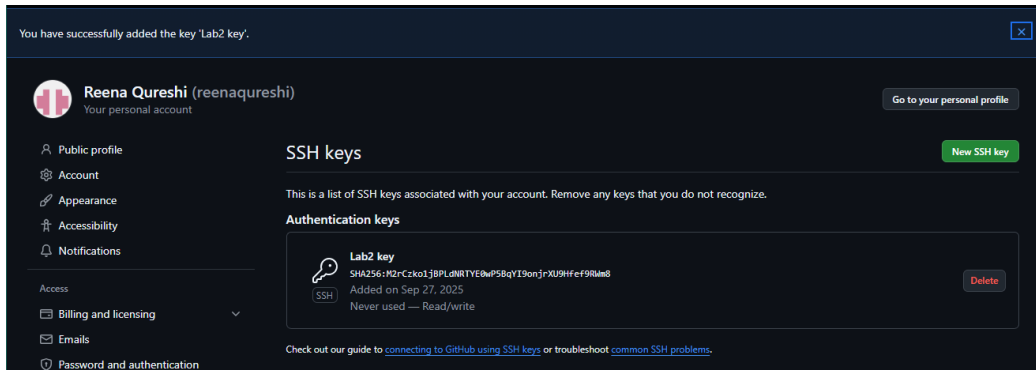 You have successfully added the key 'Lab2 key'.
Reena Qureshi (reenaqureshi)
Your personal account
Go to your personal profile
Public profile
Account
Appearance
Accessibility
Notifications
Access
Billing and licensing
Emails
Password and authentication
SSH keys
New SSH key
This is a list of SSH keys associated with your account. Remove any keys that you do not recognize.
Authentication keys
Lab2 key
SHA256:M2rCzko1jBPLdNRTYE0wP5BqYI9onjrXU9Hfef9RWm8
SSH
Added on Sep 27, 2025
Never used — Read/write
Delete
Check out our guide to connecting to GitHub using SSH keys or troubleshoot common SSH problems.